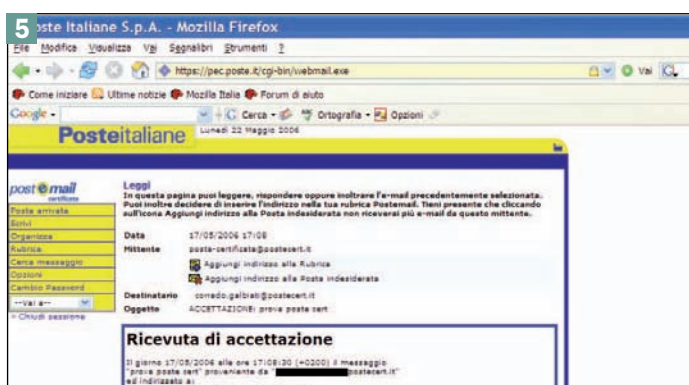 5
oste Italiane S.p.A. - Mozilla Firefox
File Modifica Visualizza Vai Segnalibri Strumenti ?
https://pec.poste.it/cgi-bin/webmail.exe
Vai
Come iniziare Ultime notizie Mozilla Italia Forum di aiuto
Google Cerca Ortografia Opzioni
Posteitaliane
Lunedì 22 Maggio 2006
postemail
certificata
Posta arrivata
Scrivi
Organizza
Rubrica
Cerca messaggio
Opzioni
Cambio Password
--Vai a--
» Chiudi sessione
Leggi
In questa pagina puoi leggere, rispondere oppure inoltrare l'e-mail precedentemente selezionata.
Puoi inoltre decidere di inserire l'indirizzo nella tua rubrica Postemail. Tieni presente che cliccando
sull'icona Aggiungi indirizzo alla Posta indesiderata non riceverai più e-mail da questo mittente.
Data 17/05/2006 17:08
Mittente posta-certificata@postecert.it
Aggiungi indirizzo alla Rubrica
Aggiungi indirizzo alla Posta indesiderata
Destinatario corrado.galbiati@postecert.it
Oggetto ACCETTAZIONE: prova posta cert
Ricevuta di accettazione
Il giorno 17/05/2006 alle ore 17:08:30 (+0200) il messaggio
"prova posta cert" proveniente da "postecert.it"
ed indirizzato a: